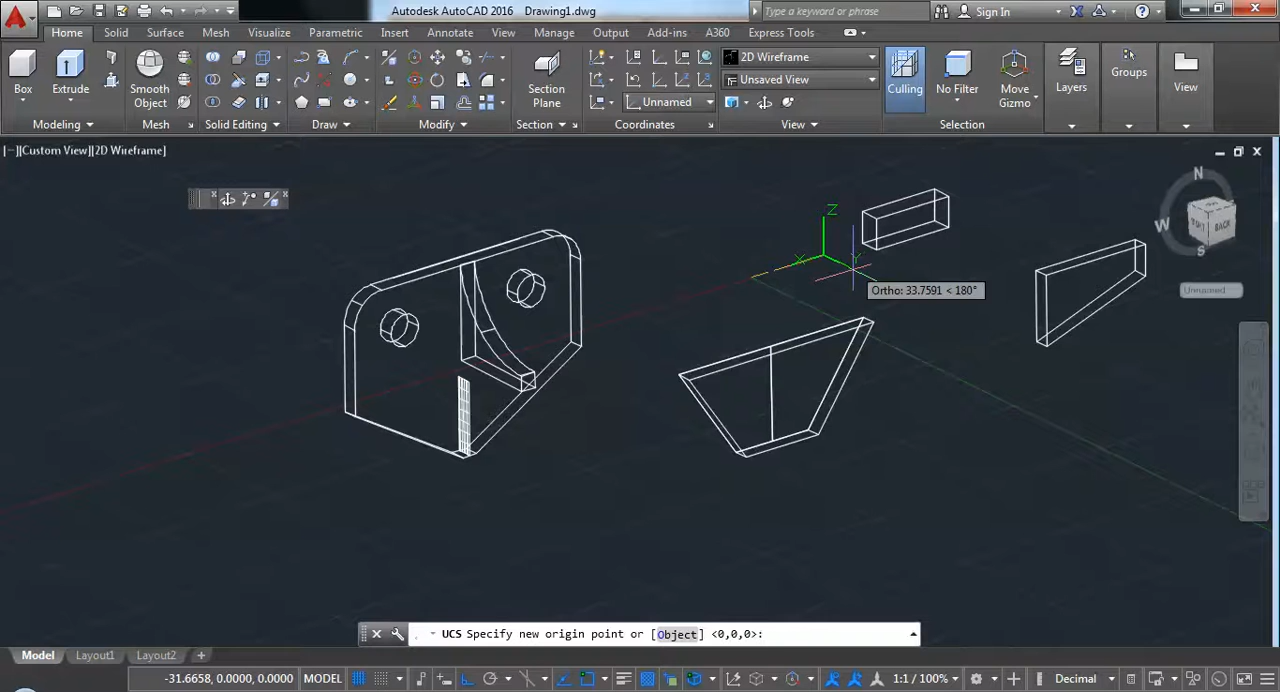 Autodesk AutoCAD 2016 Drawing1.dwg
Type a keyword or phrase
Sign In
Home Solid Surface Mesh Visualize Parametric Insert Annotate View Manage Output Add-ins A360 Express Tools
Box
Extrude
Smooth
Object
Section
Plane
2D Wireframe
Unsaved View
Unnamed
Culling
No Filter
Move
Gizmo
Layers
Groups
View
Modeling
Mesh
Solid Editing
Draw
Modify
Section
Coordinates
View
Selection
[−][Custom View][2D Wireframe]
Z
X
Y
Ortho: 33.7591 < 180°
N
W
S
BACK
Unnamed
UCS Specify new origin point or [Object] <0,0,0>:
Model Layout1 Layout2 +
-31.6658, 0.0000, 0.0000 MODEL 1:1 / 100% Decimal